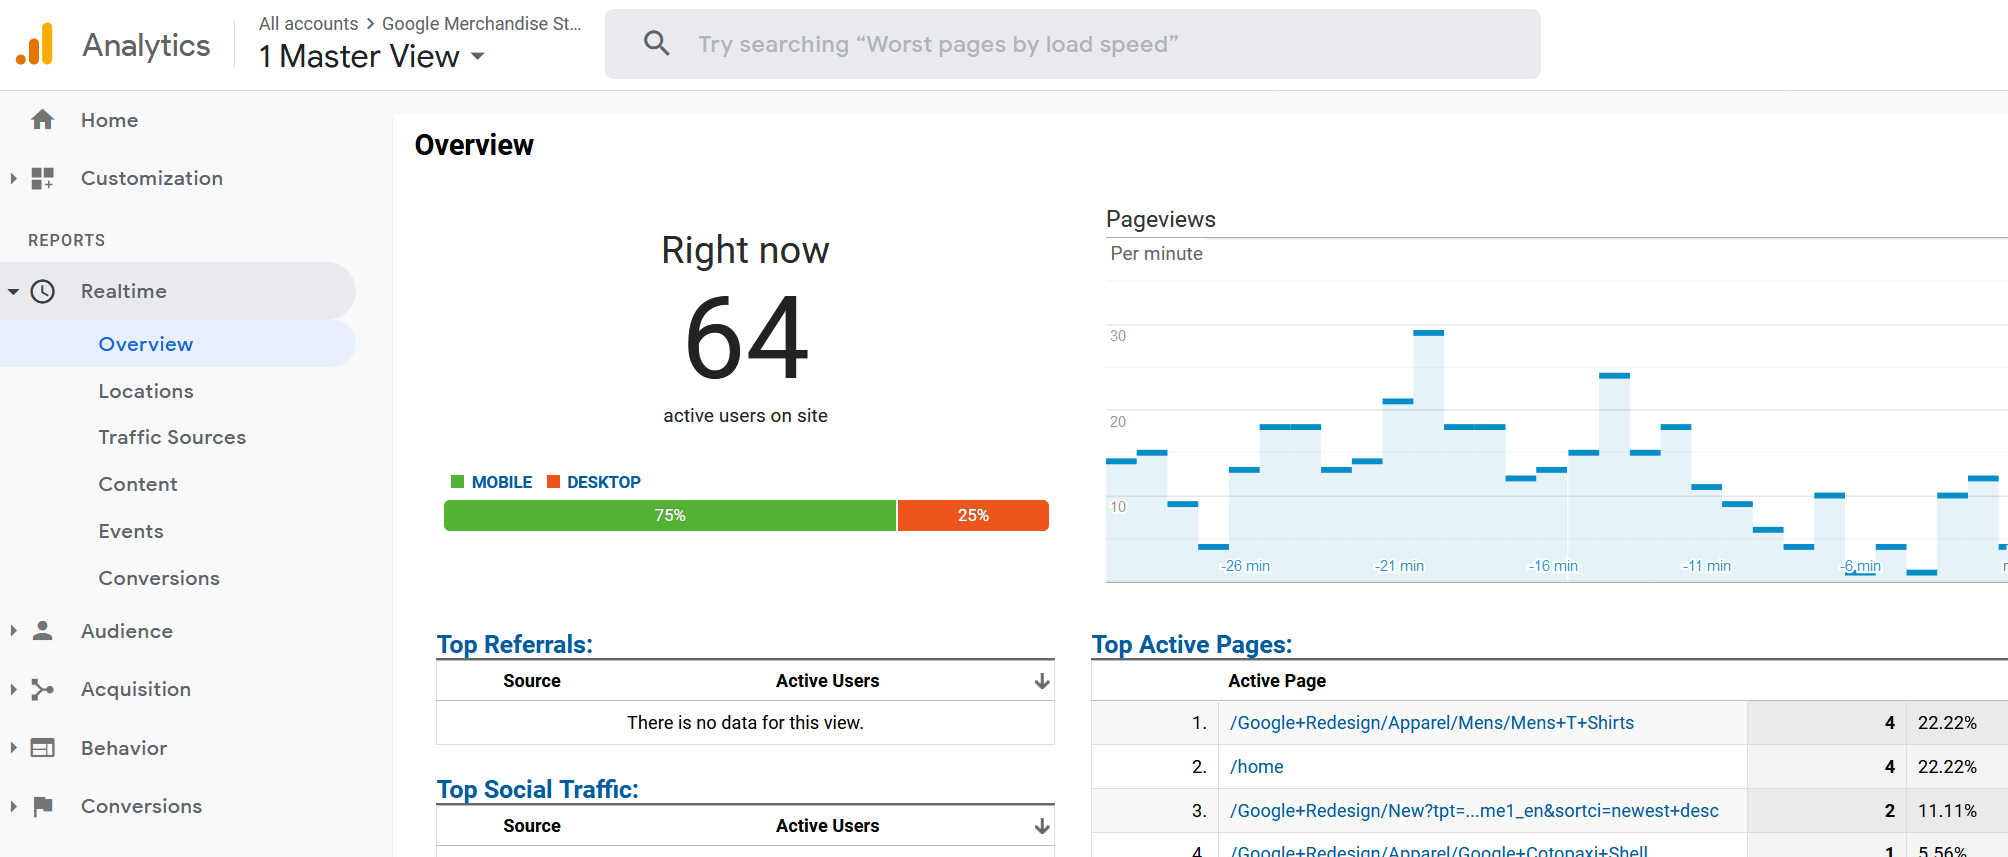 Analytics
All accounts > Google Merchandise St...
1 Master View
Try searching “Worst pages by load speed”
Home
Customization
REPORTS
Realtime
Overview
Locations
Traffic Sources
Content
Events
Conversions
Audience
Acquisition
Behavior
Conversions
Overview
Right now
64
active users on site
MOBILE DESKTOP
75% 25%
Pageviews
Per minute
30
20
10
-26 min -21 min -16 min -11 min -6 min
Top Referrals:
Source Active Users
There is no data for this view.
Top Social Traffic:
Source Active Users
Top Active Pages:
Active Page
1. /Google+Redesign/Apparel/Mens/Mens+T+Shirts 4 22.22%
2. /home 4 22.22%
3. /Google+Redesign/New?tpt=...me1_en&sortci=newest+desc 2 11.11%
4. /Google+Redesign/Apparel/Google+Cotopaxi+Shell 1 5.56%